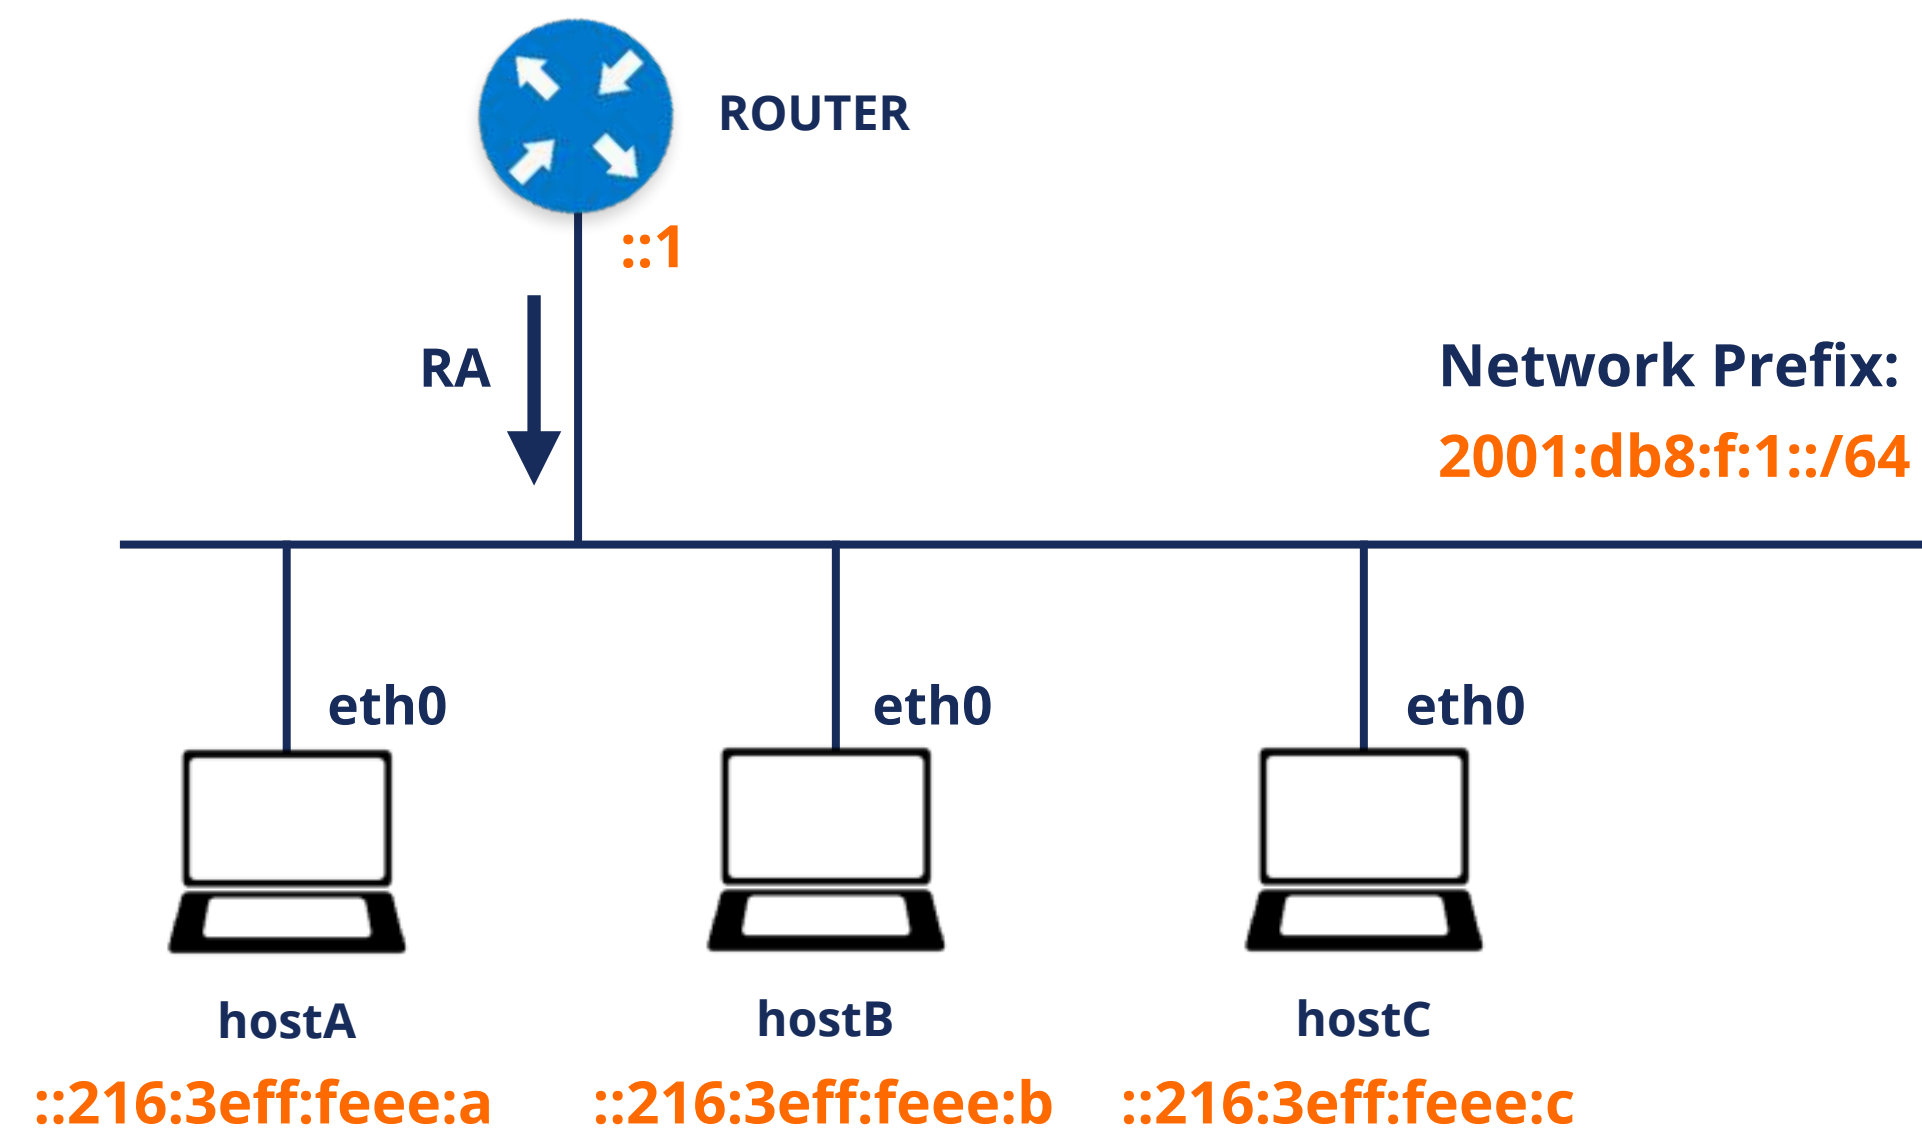 ROUTER
::1
RA
Network Prefix:
2001:db8:f:1::/64
eth0
eth0
eth0
hostA
hostB
hostC
::216:3eff:feee:a
::216:3eff:feee:b
::216:3eff:feee:c